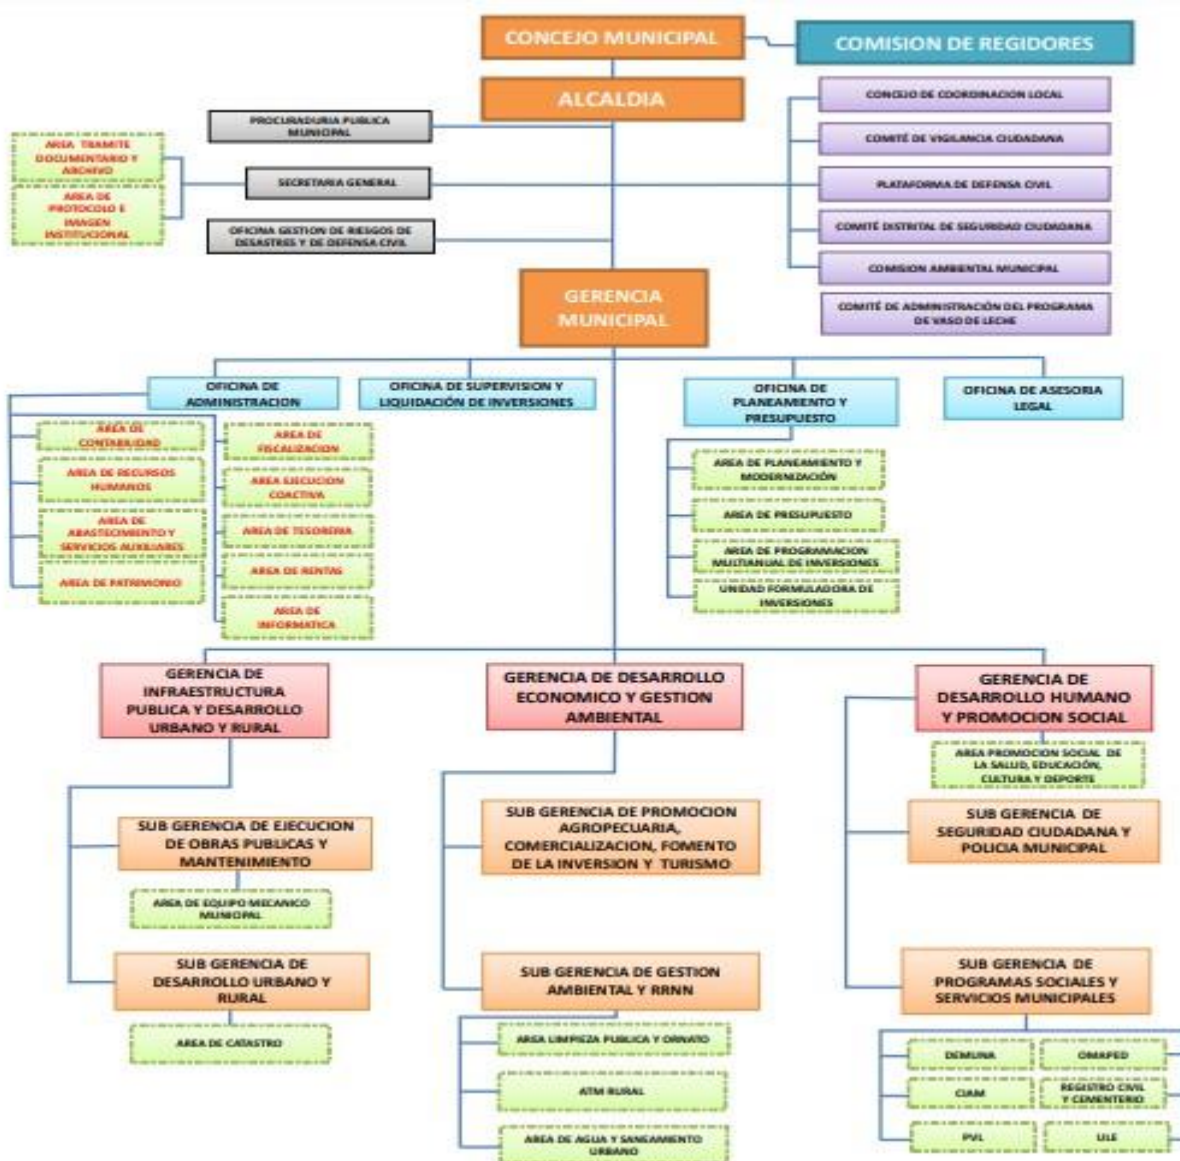 CONCEJO MUNICIPAL
COMISION DE REGIDORES
ALCALDIA
CONCEJO DE COORDINACION LOCAL
PROCURADURIA PUBLICA
MUNICIPAL
COMITÉ DE VIGILANCIA CIUDADANA
AREA TRAMITE
DOCUMENTARIO Y
ARCHIVO
SECRETARIA GENERAL
PLATAFORMA DE DEFENSA CIVIL
AREA DE
PROTOCOLO E
IMAGEN
INSTITUCIONAL
OFICINA GESTION DE RIESGOS DE
DESASTRES Y DE DEFENSA CIVIL
COMITÉ DISTRITAL DE SEGURIDAD CIUDADANA
COMISION AMBIENTAL MUNICIPAL
GERENCIA
MUNICIPAL
COMITÉ DE ADMINISTRACIÓN DEL PROGRAMA
DE VASO DE LECHE
OFICINA DE
ADMINISTRACION
OFICINA DE SUPERVISION Y
LIQUIDACIÓN DE INVERSIONES
OFICINA DE
PLANEAMIENTO Y
PRESUPUESTO
OFICINA DE ASESORIA
LEGAL
AREA DE
CONTABILIDAD
AREA DE
FISCALIZACION
AREA DE RECURSOS
HUMANOS
AREA EJECUCION
COACTIVA
AREA DE
ABASTECIMIENTO Y
SERVICIOS AUXILIARES
AREA DE TESORERIA
AREA DE PATRIMONIO
AREA DE RENTAS
AREA DE
INFORMATICA
AREA DE PLANEAMIENTO Y
MODERNIZACIÓN
AREA DE PRESUPUESTO
AREA DE PROGRAMACION
MULTIANUAL DE INVERSIONES
UNIDAD FORMULADORA DE
INVERSIONES
GERENCIA DE
INFRAESTRUCTURA
PUBLICA Y DESARROLLO
URBANO Y RURAL
GERENCIA DE DESARROLLO
ECONOMICO Y GESTION
AMBIENTAL
GERENCIA DE
DESARROLLO HUMANO
Y PROMOCION SOCIAL
AREA PROMOCION SOCIAL DE
LA SALUD, EDUCACIÓN,
CULTURA Y DEPORTE
SUB GERENCIA DE EJECUCION
DE OBRAS PUBLICAS Y
MANTENIMIENTO
SUB GERENCIA DE PROMOCION
AGROPECUARIA,
COMERCIALIZACION, FOMENTO
DE LA INVERSION Y TURISMO
SUB GERENCIA DE
SEGURIDAD CIUDADANA Y
POLICIA MUNICIPAL
AREA DE EQUIPO MECANICO
MUNICIPAL
SUB GERENCIA DE
DESARROLLO URBANO Y
RURAL
SUB GERENCIA DE GESTION
AMBIENTAL Y RRNN
SUB GERENCIA DE
PROGRAMAS SOCIALES Y
SERVICIOS MUNICIPALES
AREA DE CATASTRO
AREA LIMPIEZA PUBLICA Y ORNATO
ATM RURAL
AREA DE AGUA Y SANEAMIENTO
URBANO
DEMUNA
OMAPED
CIAM
REGISTRO CIVIL
Y CEMENTERIO
PVL
ULE